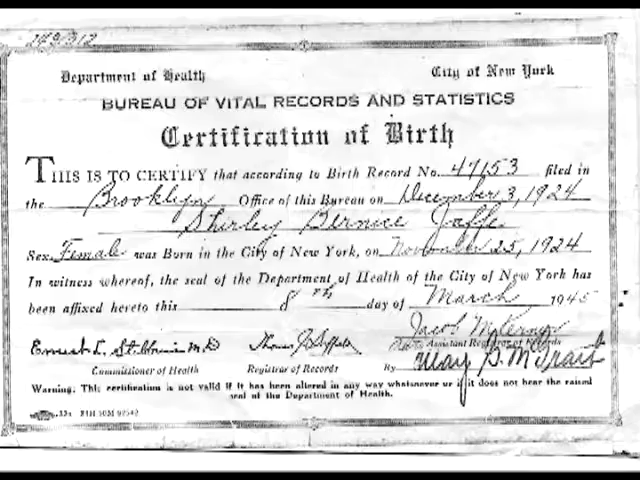 Department of Health City of New York
BUREAU OF VITAL RECORDS AND STATISTICS
Certification of Birth
THIS IS TO CERTIFY that according to Birth Record No. 47153 filed in
the Brooklyn Office of this Bureau on December 3, 1924
Shirley Bernice Jaffe
Sex Female was Born in the City of New York, on November 25, 1924
In witness whereof, the seal of the Department of Health of the City of New York has
been affixed hereto this 8th day of March 1945
Jacob
Ernest L. M.D. Thomas J. Assistant Registrar of Records
Commissioner of Health Registrar of Records By May
Warning: This certification is not valid if it has been altered in any way whatsoever or if it does not bear the raised
seal of the Department of Health.